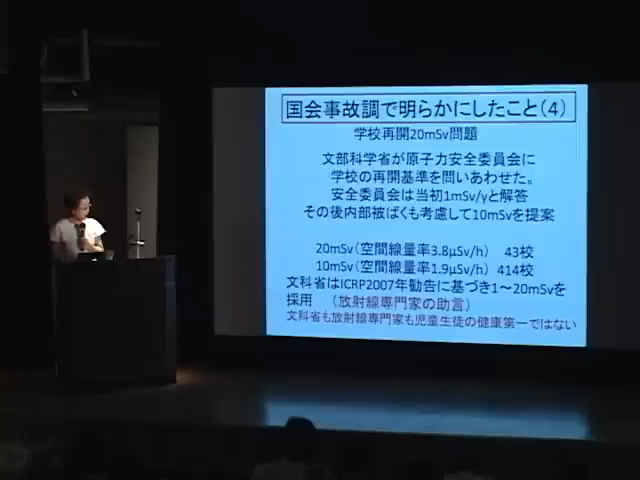 国会事故調で明らかにしたこと(4)
学校再開20mSv問題
文部科学省が原子力安全委員会に
学校の再開基準を問いあわせた。
安全委員会は当初1mSv/yと解答
その後内部被ばくも考慮して10mSvを提案
20mSv(空間線量率3.8μSv/h) 43校
10mSv(空間線量率1.9μSv/h) 414校
文科省はICRP2007年勧告に基づき1~20mSvを
採用 (放射線専門家の助言)
文科省も放射線専門家も児童生徒の健康第一ではない